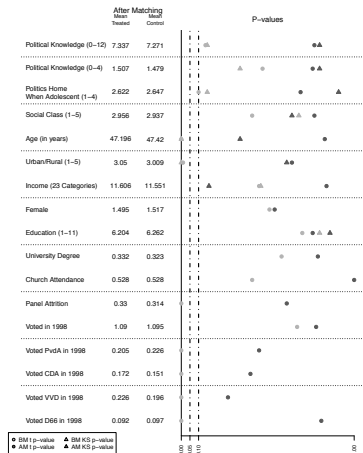 After Matching
Mean Treated Mean Control P-values
Political Knowledge (0−12) 7.337 7.271
Political Knowledge (0−4) 1.507 1.479
Politics Home
When Adolescent (1−4) 2.622 2.647
Social Class (1−5) 2.956 2.937
Age (in years) 47.196 47.42
Urban/Rural (1−5) 3.05 3.009
Income (23 Categories) 11.606 11.551
Female 1.495 1.517
Education (1−11) 6.204 6.262
University Degree 0.332 0.323
Church Attendance 0.528 0.528
Panel Attrition 0.33 0.314
Voted in 1998 1.09 1.095
Voted PvdA in 1998 0.205 0.226
Voted CDA in 1998 0.172 0.151
Voted VVD in 1998 0.226 0.196
Voted D66 in 1998 0.092 0.097
BM t p−value BM KS p−value
AM t p−value AM KS p−value